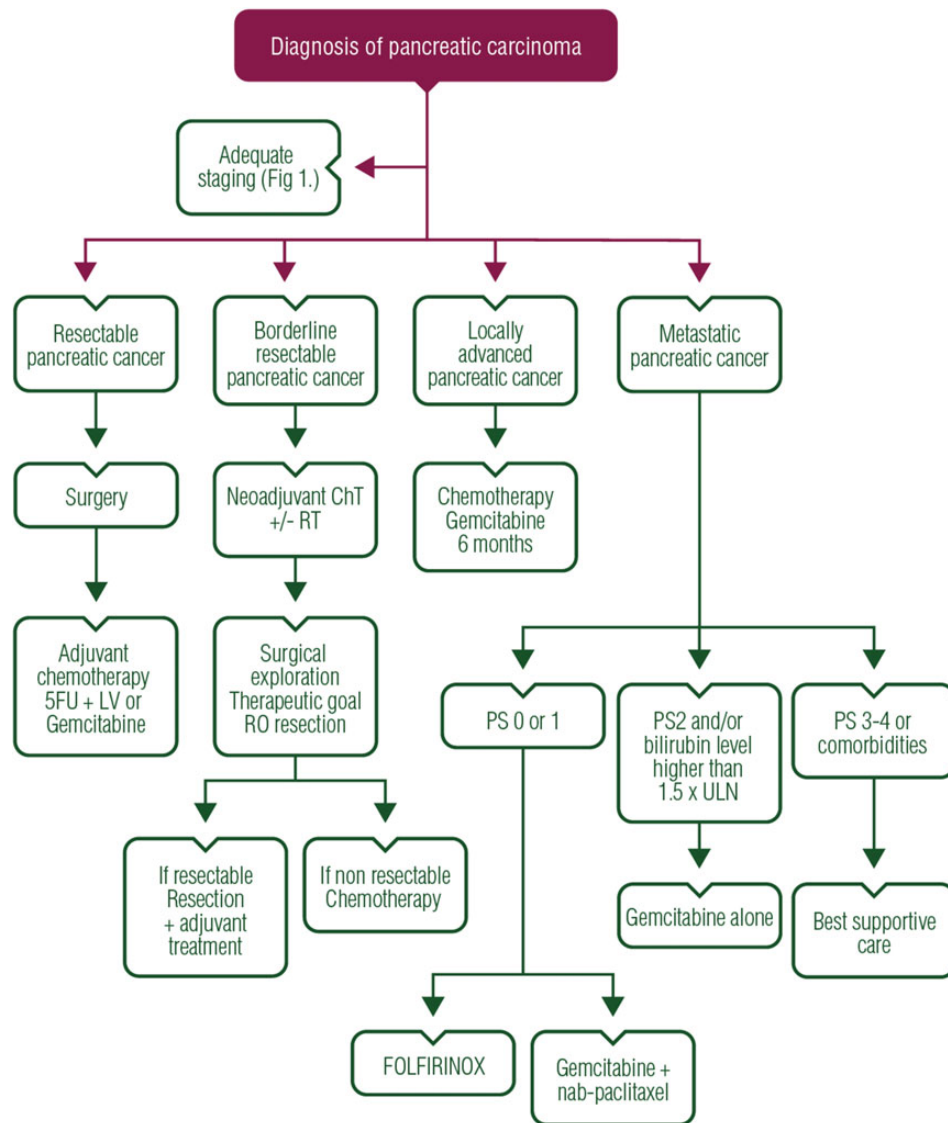 Diagnosis of pancreatic carcinoma
Adequate
staging (Fig 1.)
Resectable
pancreatic cancer
Borderline
resectable
pancreatic cancer
Locally
advanced
pancreatic cancer
Metastatic
pancreatic cancer
Surgery
Neoadjuvant ChT
+/- RT
Chemotherapy
Gemcitabine
6 months
Adjuvant
chemotherapy
5FU + LV or
Gemcitabine
Surgical
exploration
Therapeutic goal
RO resection
PS 0 or 1
PS2 and/or
bilirubin level
higher than
1.5 x ULN
PS 3-4 or
comorbidities
If resectable
Resection
+ adjuvant
treatment
If non resectable
Chemotherapy
Gemcitabine alone
Best supportive
care
FOLFIRINOX
Gemcitabine +
nab-paclitaxel